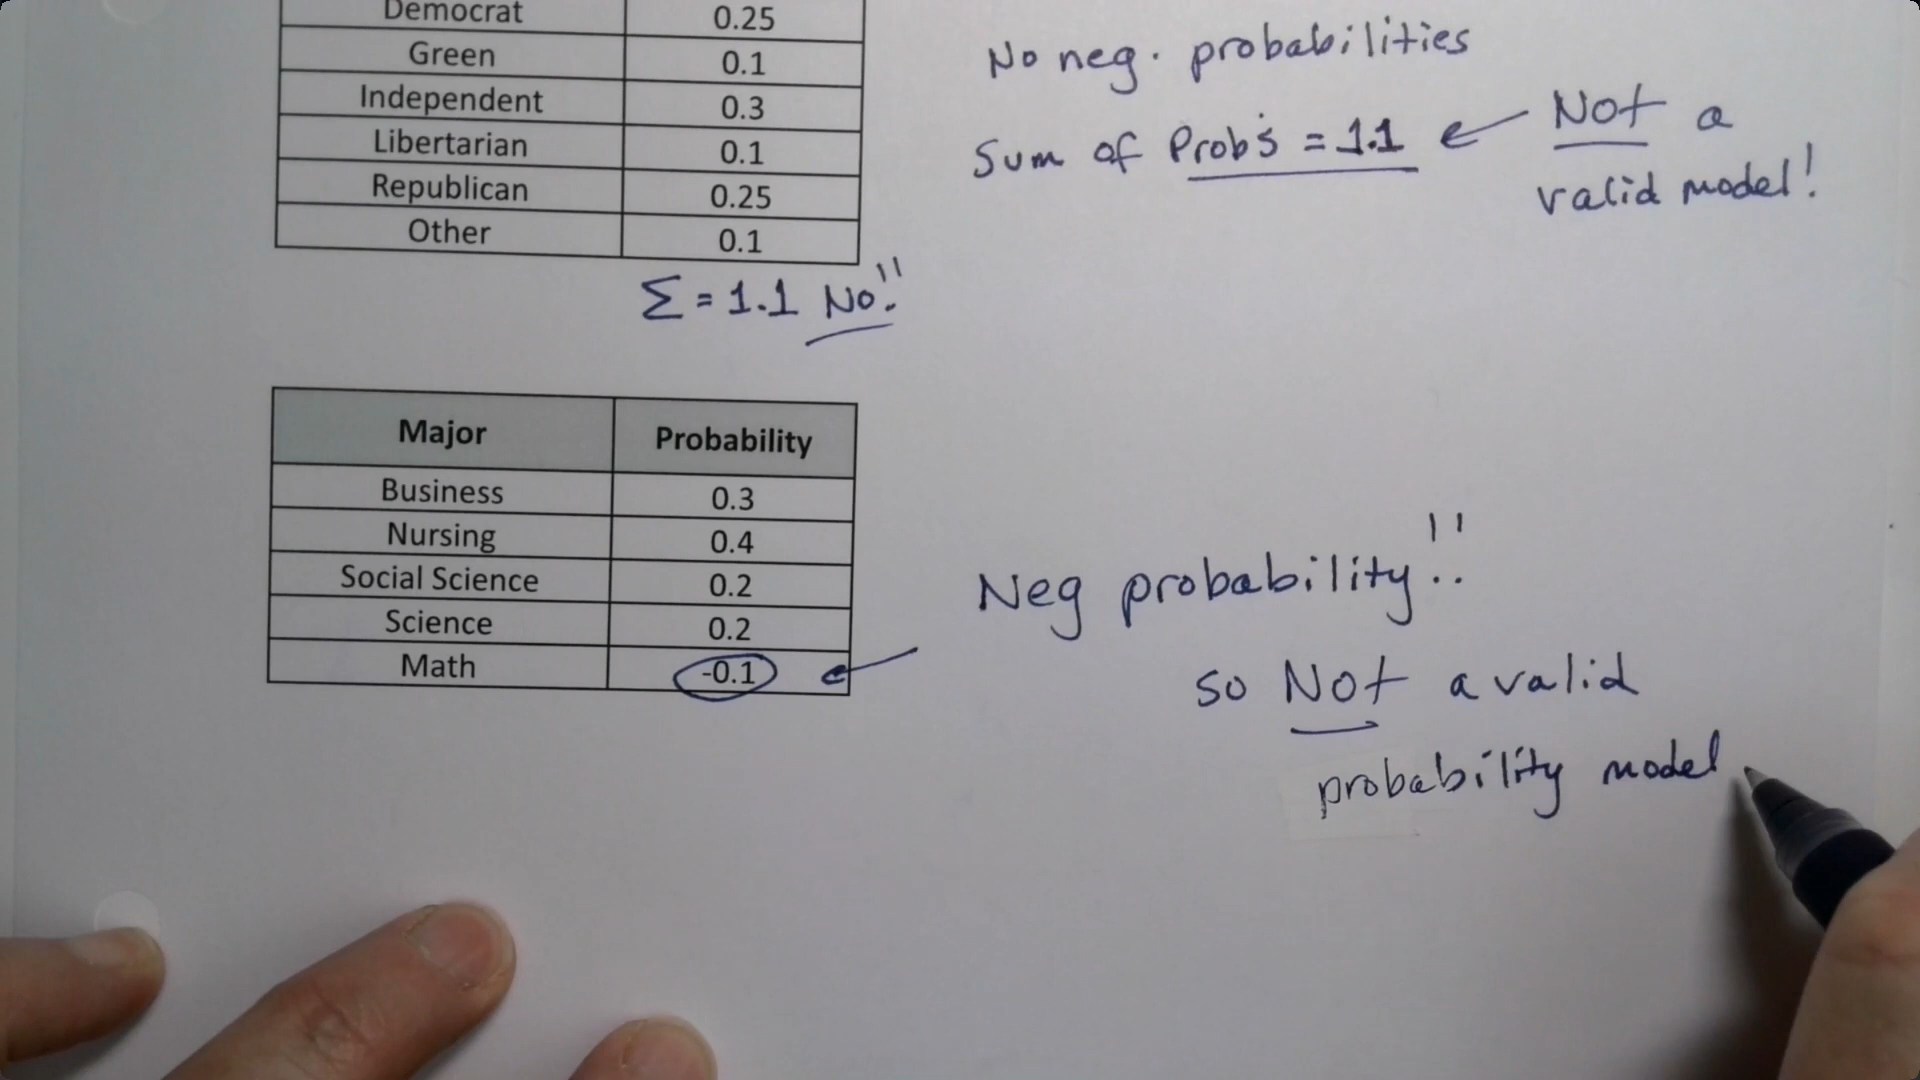 Democrat 0.25
Green 0.1
Independent 0.3
Libertarian 0.1
Republican 0.25
Other 0.1
Σ = 1.1 No!!
No neg. probabilities
Sum of Prob's = 1.1
Not a
valid model!
Major Probability
Business 0.3
Nursing 0.4
Social Science 0.2
Science 0.2
Math -0.1
Neg probability!!
so Not a valid
probability model